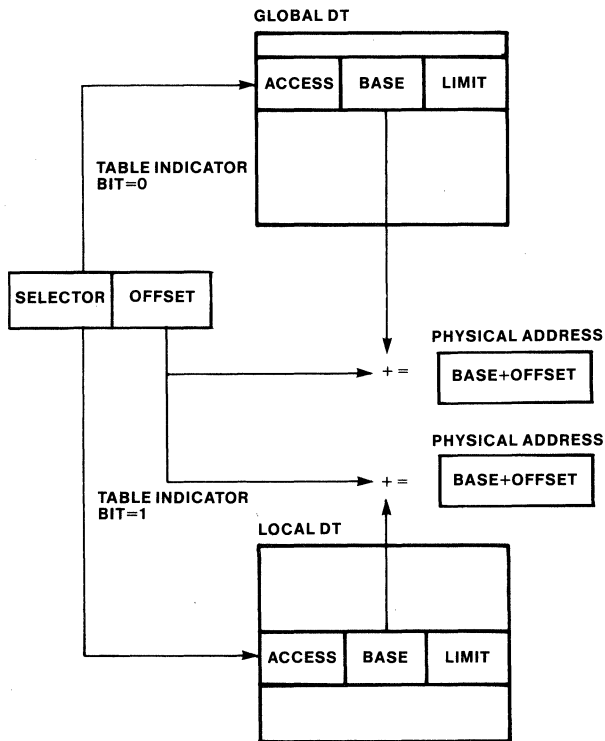 GLOBAL DT
ACCESS BASE LIMIT
TABLE INDICATOR
BIT=0
SELECTOR OFFSET
PHYSICAL ADDRESS
+ = BASE+OFFSET
PHYSICAL ADDRESS
+ = BASE+OFFSET
TABLE INDICATOR
BIT=1
LOCAL DT
ACCESS BASE LIMIT